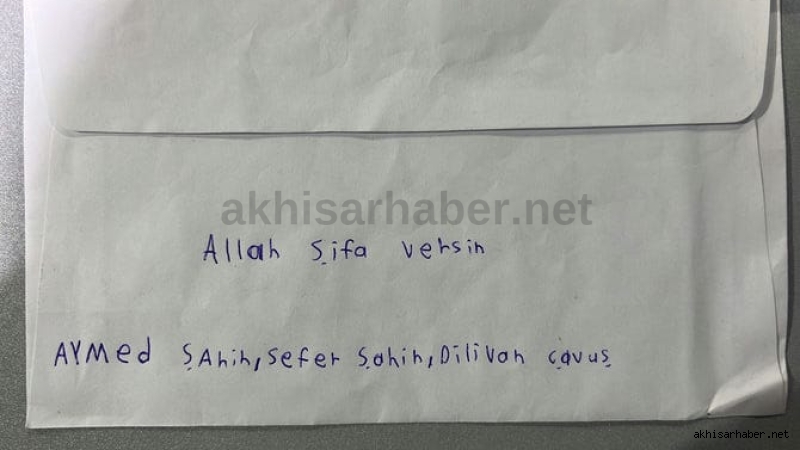 akhisarhaber.net
Allah Şifa Versin
AYMed ŞAhin, Sefer Şahin, Dilivan çavuş
akhisarhaber.net